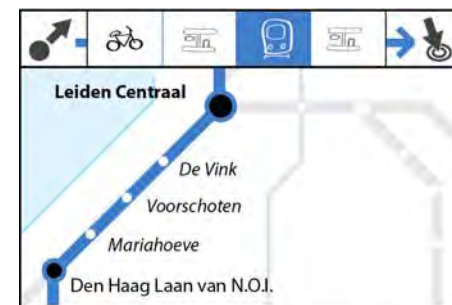 Leiden Centraal
De Vink
Voorschoten
Mariahoeve
Den Haag Laan van N.O.I.